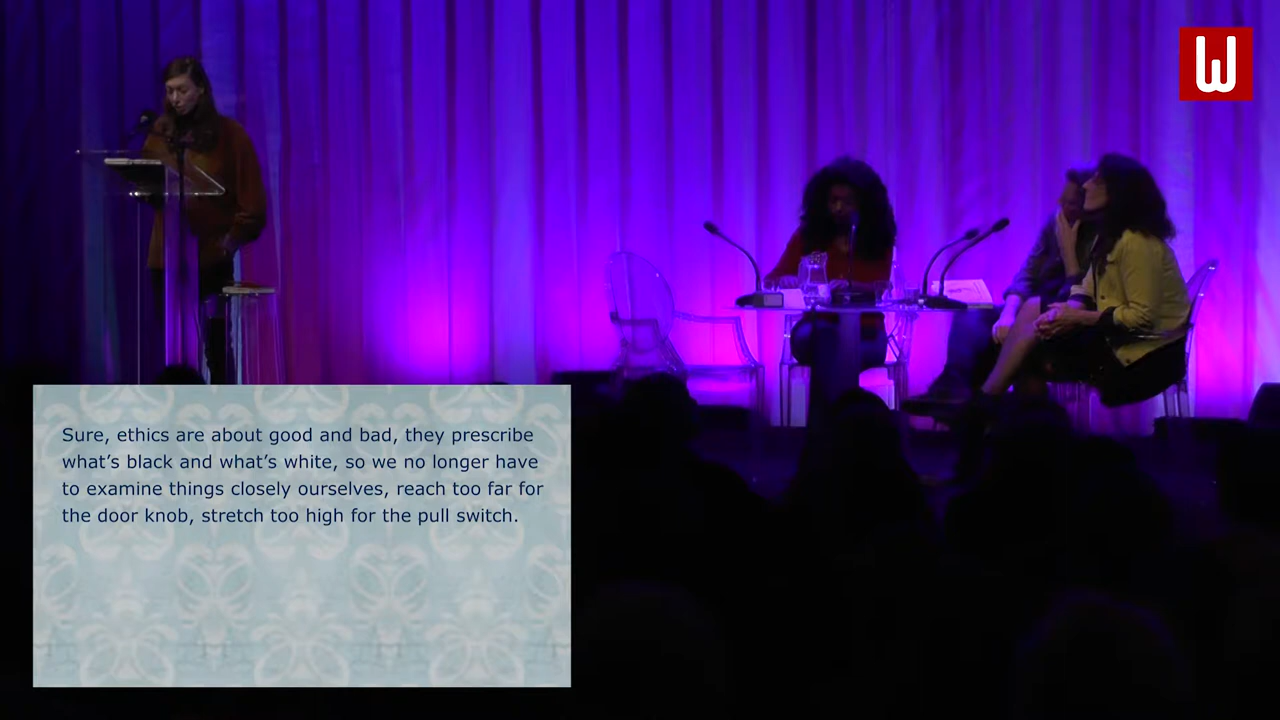 W
Sure, ethics are about good and bad, they prescribe
what’s black and what’s white, so we no longer have
to examine things closely ourselves, reach too far for
the door knob, stretch too high for the pull switch.